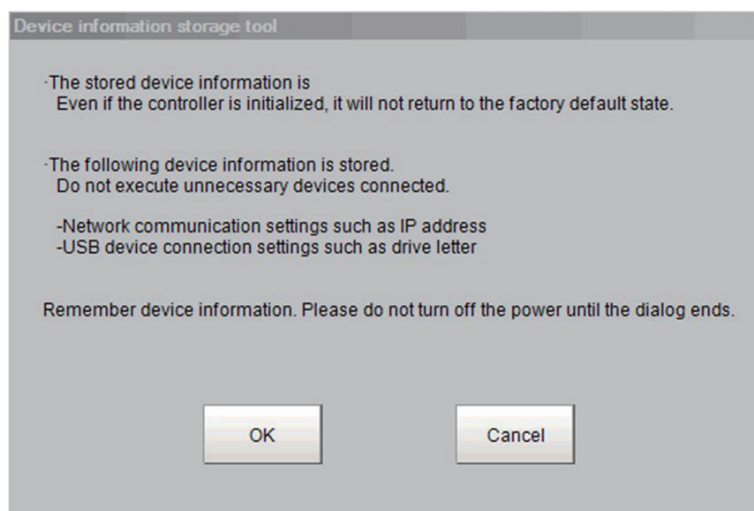 Device information storage tool
·The stored device information is
Even if the controller is initialized, it will not return to the factory default state.
·The following device information is stored.
Do not execute unnecessary devices connected.
-Network communication settings such as IP address
-USB device connection settings such as drive letter
Remember device information. Please do not turn off the power until the dialog ends.
OK
Cancel